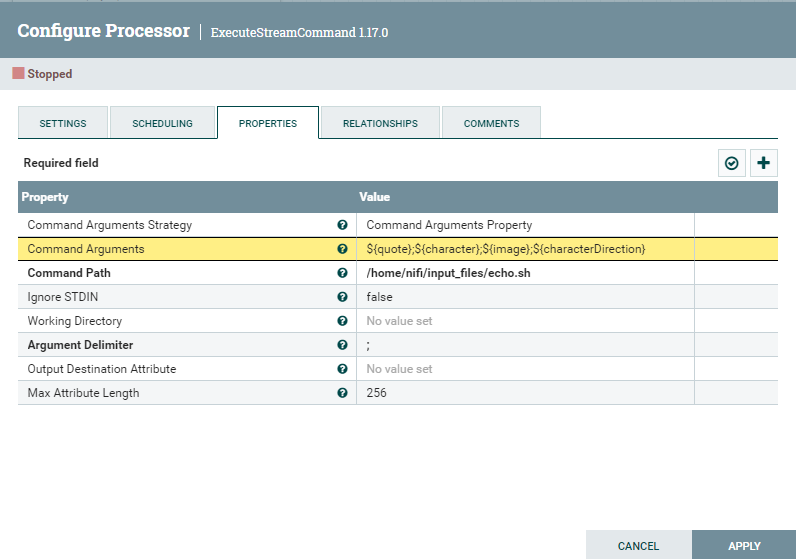 Configure Processor | ExecuteStreamCommand 1.17.0
Stopped
SETTINGS SCHEDULING PROPERTIES RELATIONSHIPS COMMENTS
Required field
Property Value
Command Arguments Strategy Command Arguments Property
Command Arguments ${quote};${character};${image};${characterDirection}
Command Path /home/nifi/input_files/echo.sh
Ignore STDIN false
Working Directory No value set
Argument Delimiter ;
Output Destination Attribute No value set
Max Attribute Length 256
CANCEL APPLY